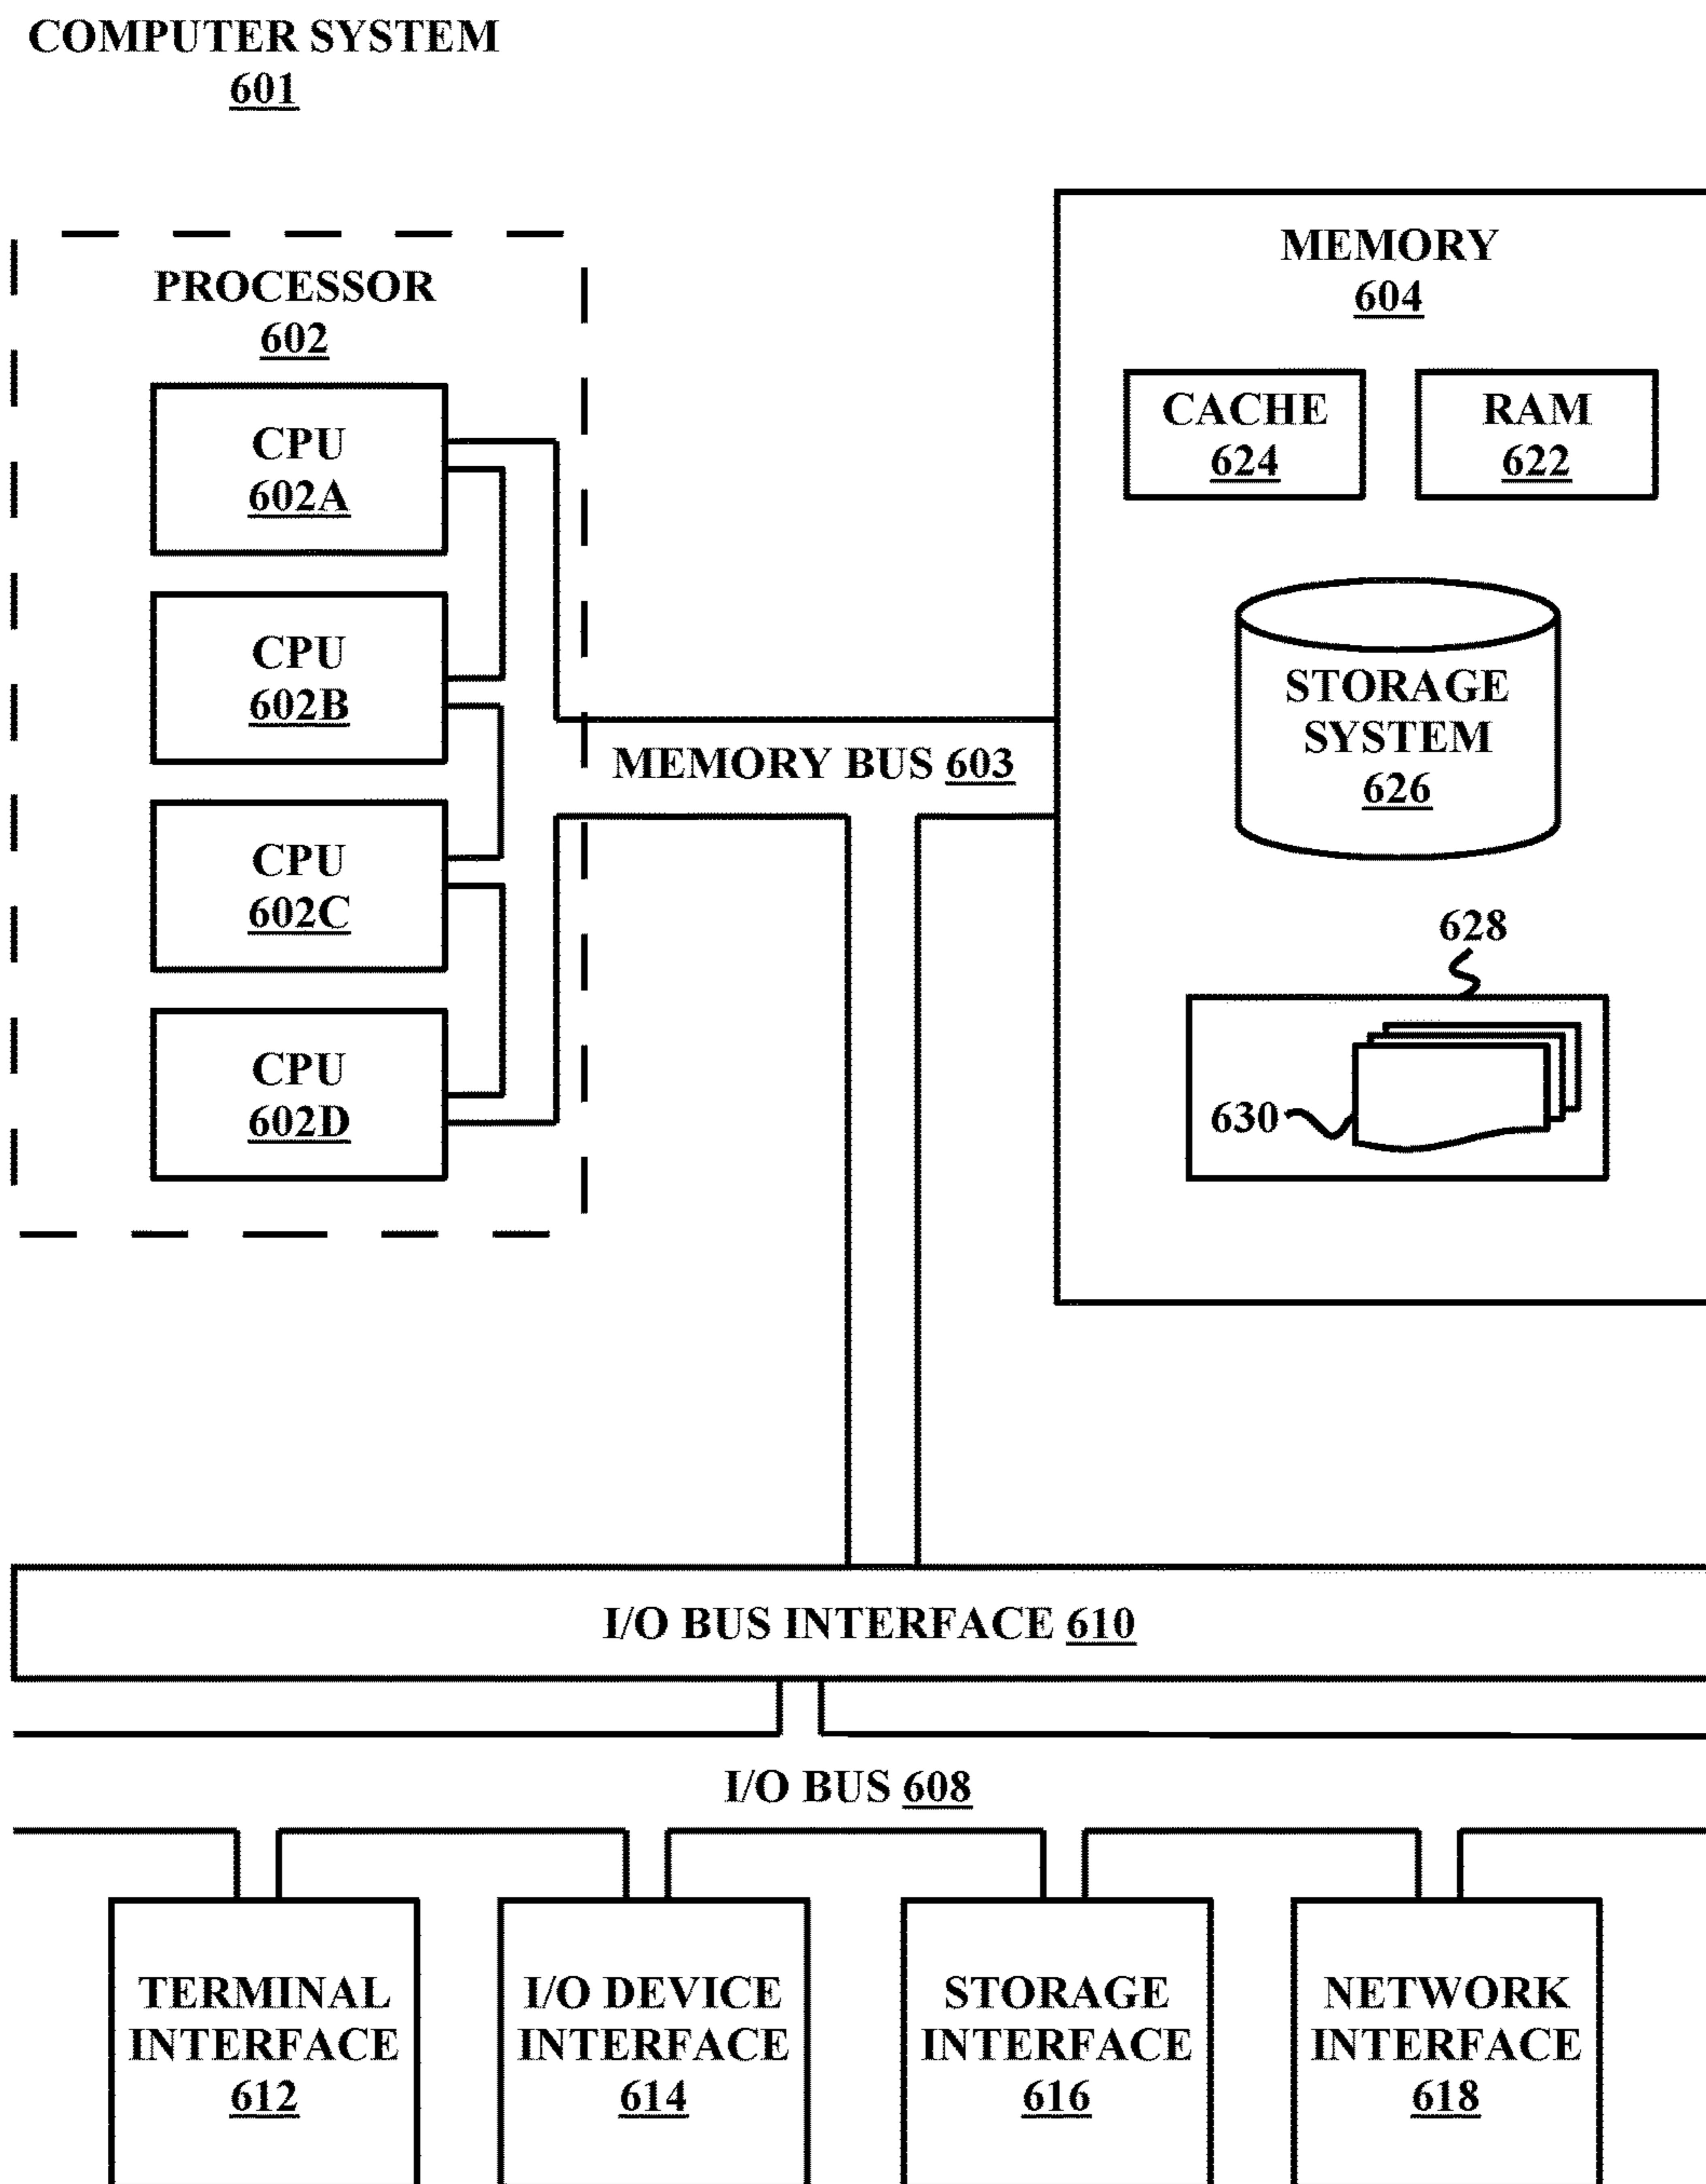 COMPUTER SYSTEM
601
PROCESSOR
602
CPU
602A
CPU
602B
CPU
602C
CPU
602D
MEMORY BUS 603
MEMORY
604
CACHE
624
RAM
622
STORAGE
SYSTEM
626
628
630
I/O BUS INTERFACE 610
I/O BUS 608
TERMINAL
INTERFACE
612
I/O DEVICE
INTERFACE
614
STORAGE
INTERFACE
616
NETWORK
INTERFACE
618